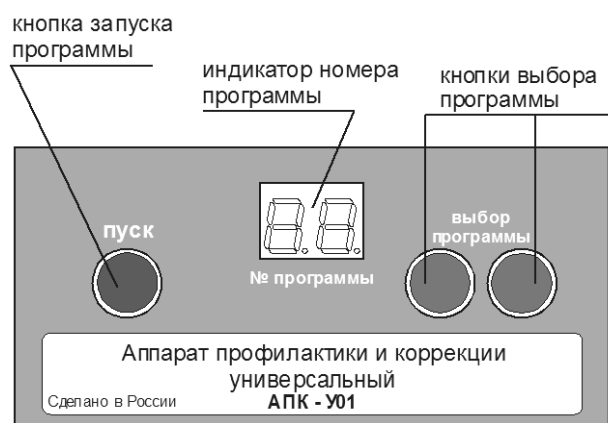 кнопка запуска
программы
индикатор номера
программы
кнопки выбора
программы
пуск
№ программы
выбор
программы
Аппарат профилактики и коррекции
универсальный
Сделано в России
АПК - У01